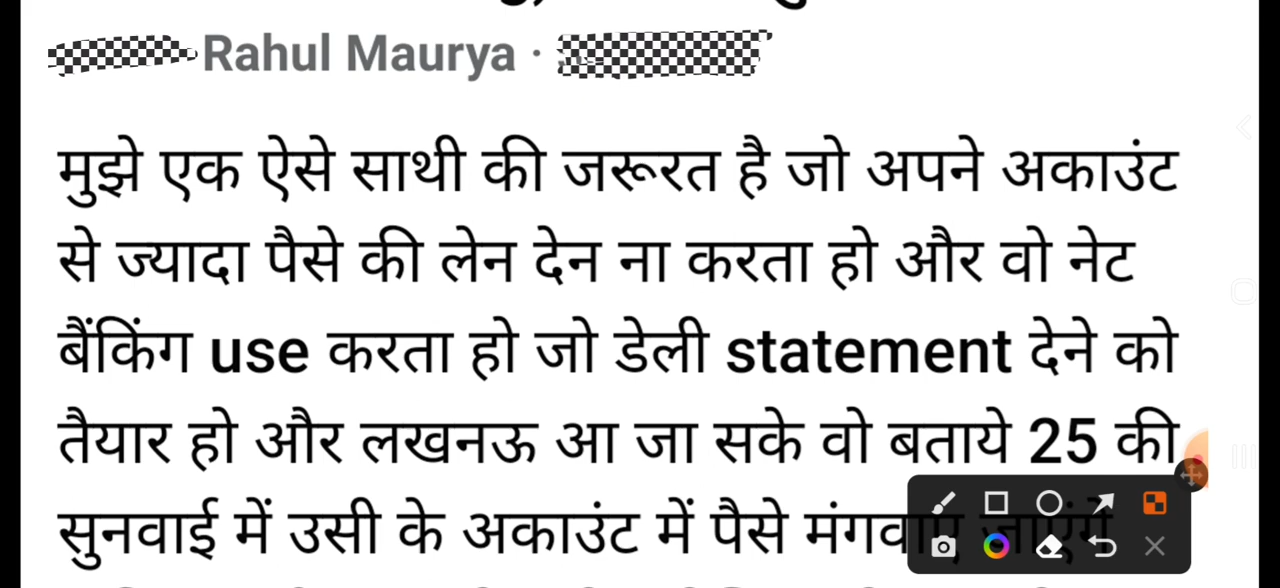 Rahul Maurya ·
मुझे एक ऐसे साथी की जरूरत है जो अपने अकाउंट
से ज्यादा पैसे की लेन देन ना करता हो और वो नेट
बैंकिंग use करता हो जो डेली statement देने को
तैयार हो और लखनऊ आ जा सके वो बताये 25 की
सुनवाई में उसी के अकाउंट में पैसे मंगवाए जाएंगे